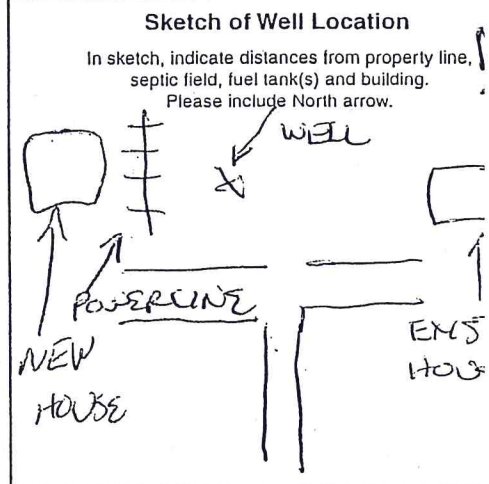 Sketch of Well Location
In sketch, indicate distances from property line,
septic field, fuel tank(s) and building.
Please include North arrow.
WELL
POWERLINE
NEW
HOUSE